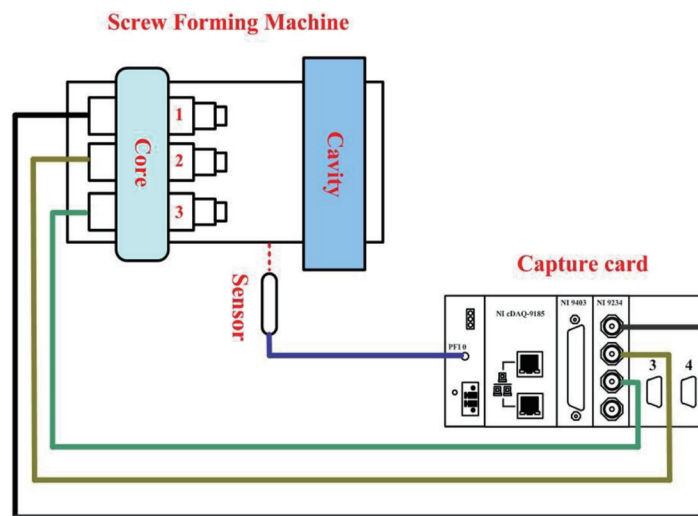 Screw Forming Machine
Core
1
2
3
Cavity
Sensor
Capture card
NI cDAQ-9185
NI 9403
NI 9234
PFI 0
3
4